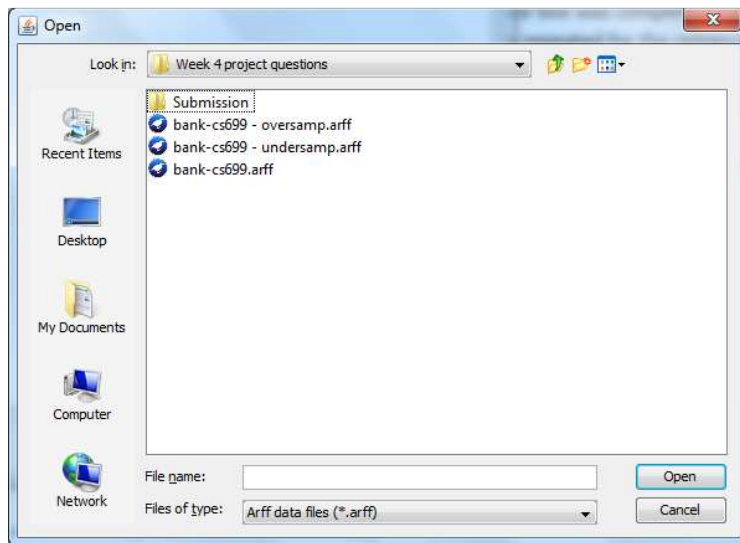 Open
Look in:
Week 4 project questions
Recent Items
Desktop
My Documents
Computer
Network
Submission
bank-cs699 - oversamp.arff
bank-cs699 - undersamp.arff
bank-cs699.arff
File name:
Open
Files of type:
Arff data files (*.arff)
Cancel